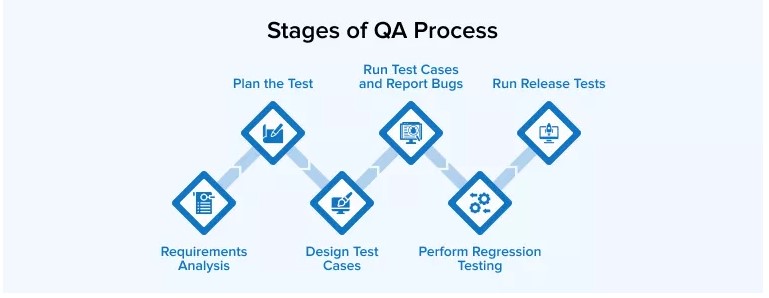 Stages of QA Process
Plan the Test
Run Test Cases
and Report Bugs
Run Release Tests
Requirements
Analysis
Design Test
Cases
Perform Regression
Testing